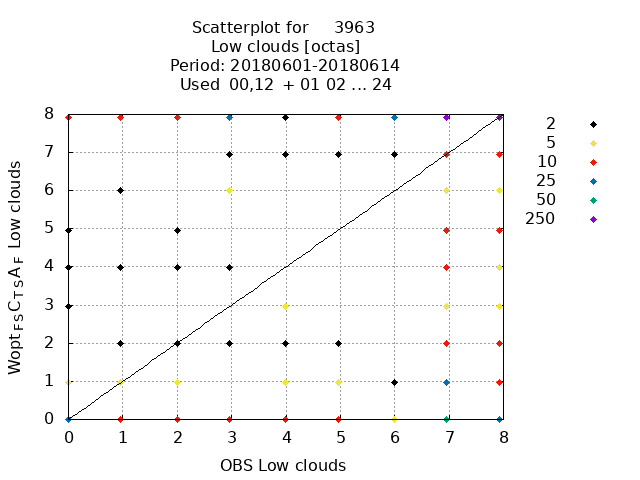 Scatterplot for 3963
Low clouds [octas]
Period: 20180601-20180614
Used 00,12 + 01 02 ... 24
Wopt_FS C_TS A_F Low clouds
8
7
6
5
4
3
2
1
0
0 1 2 3 4 5 6 7 8
OBS Low clouds
2
5
10
25
50
250